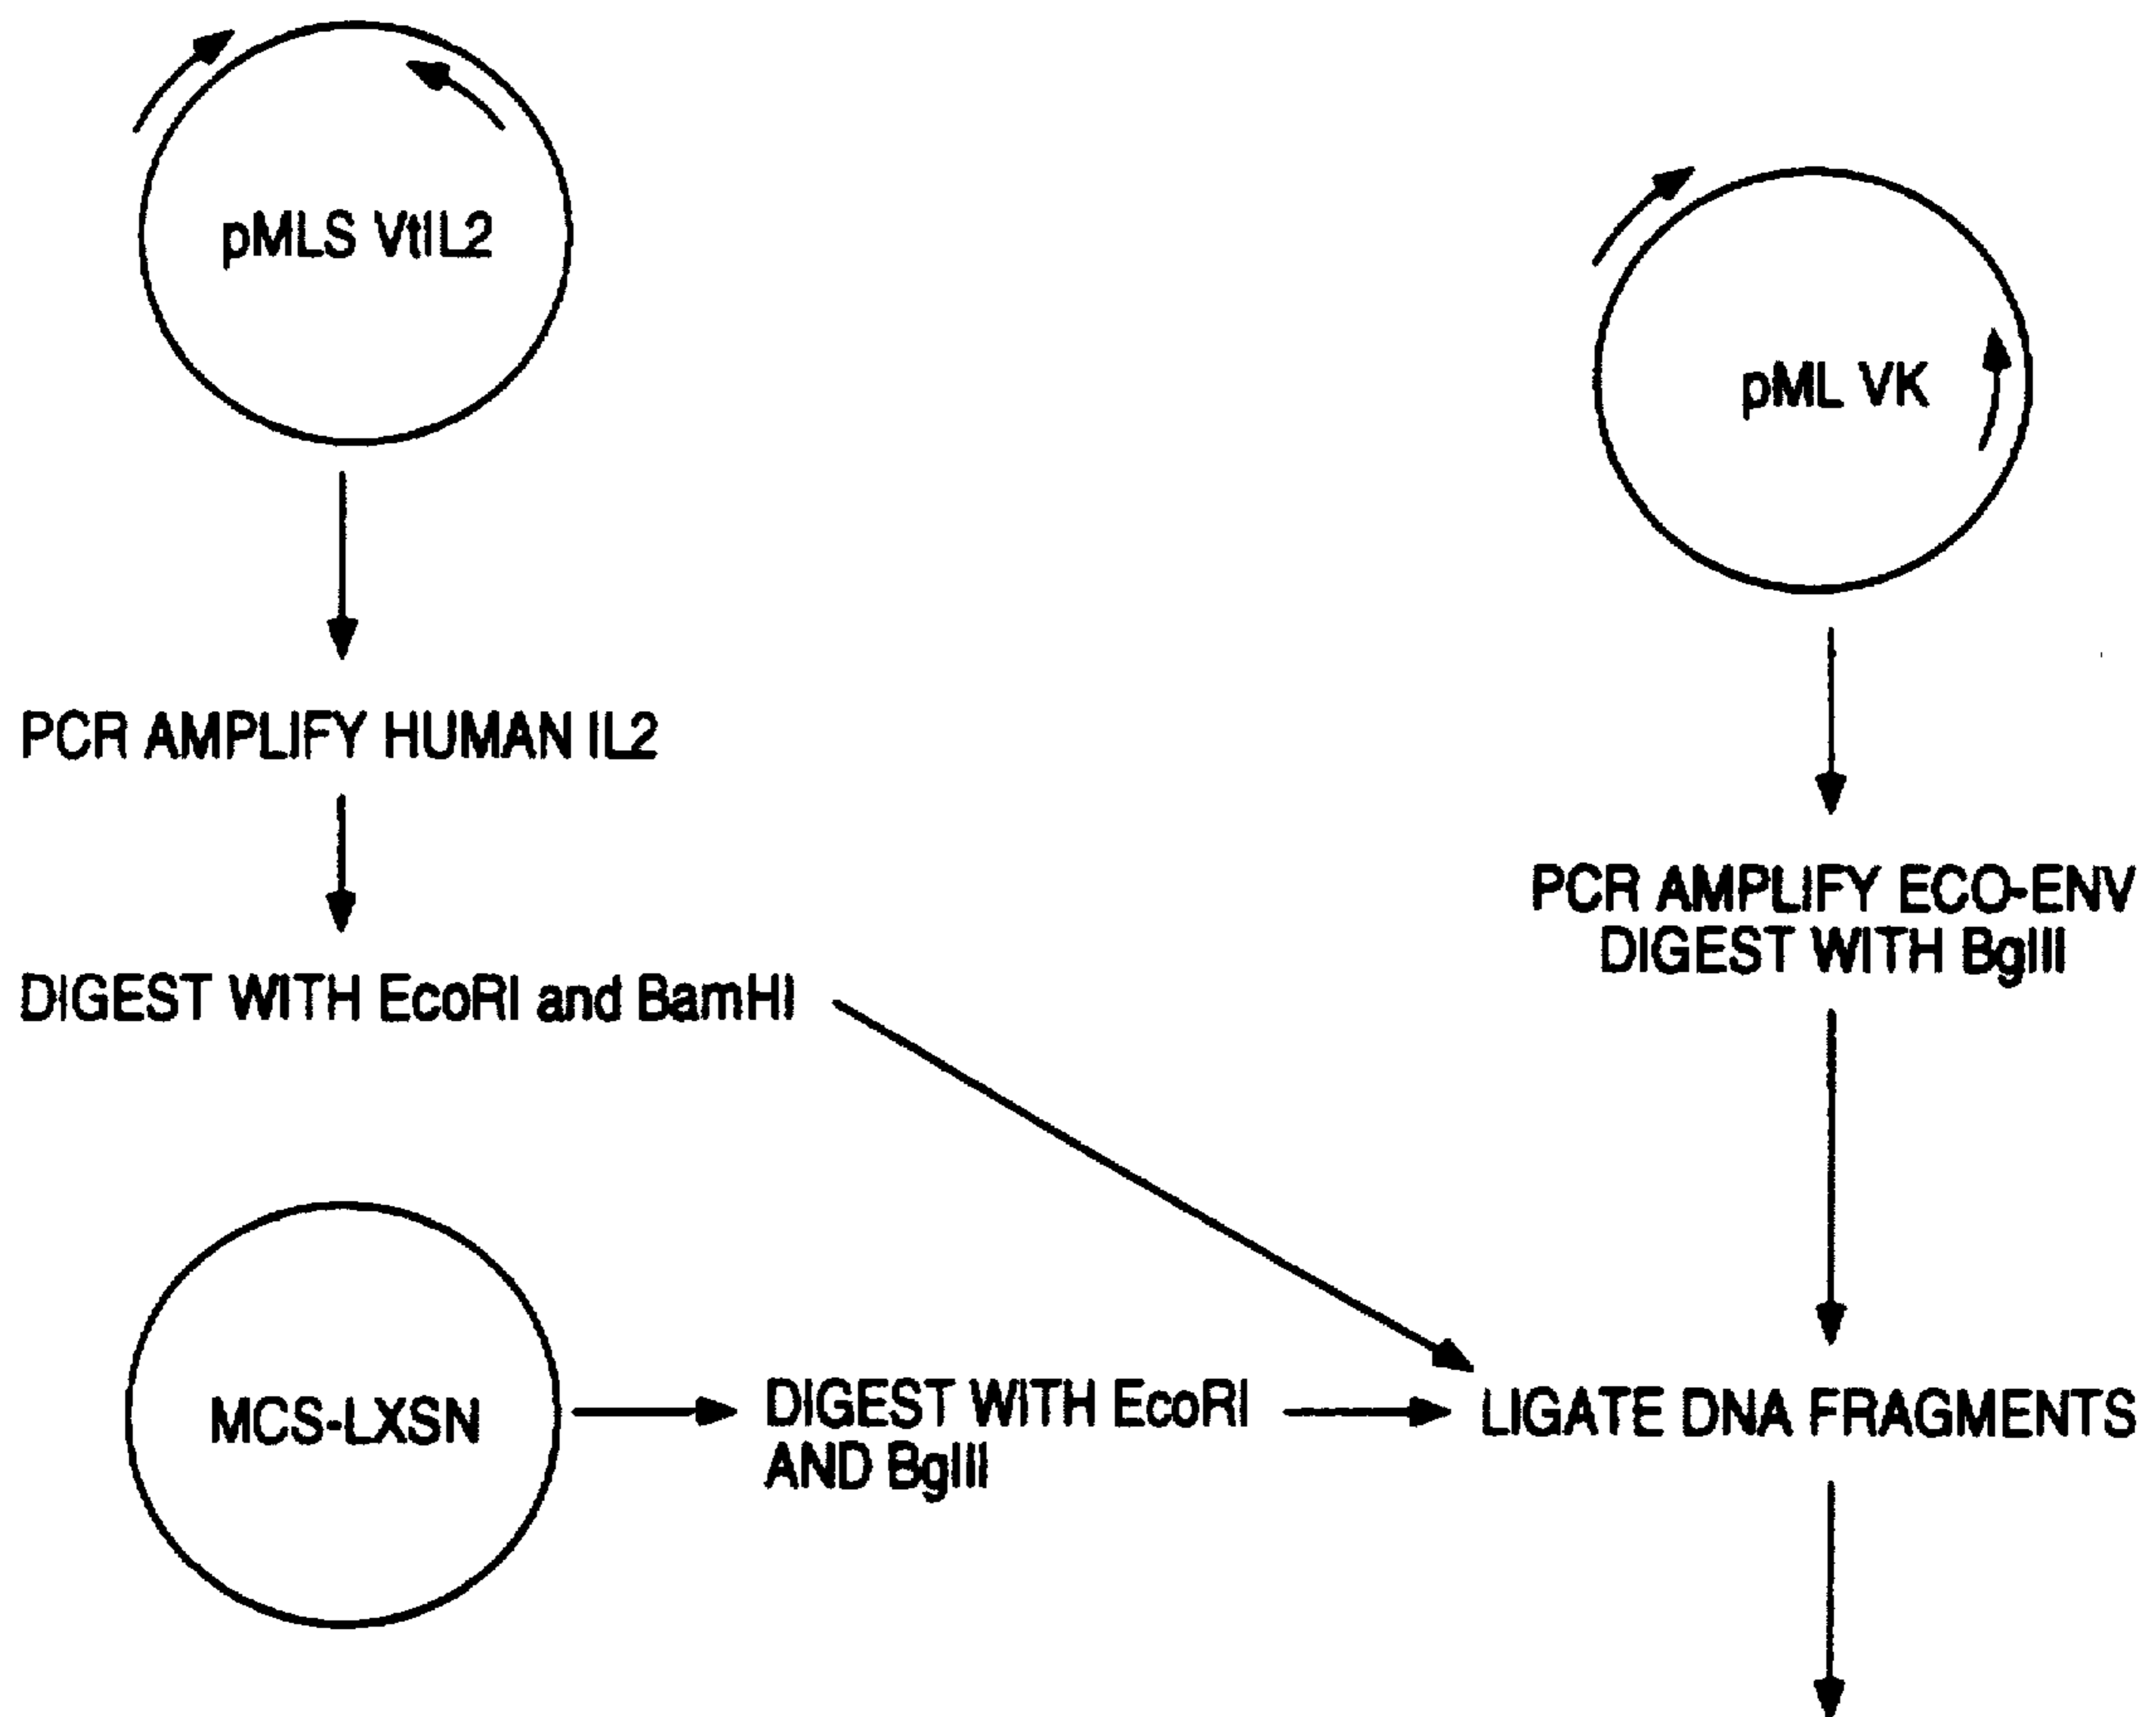 pMLS VtIL2
pML VK
PCR AMPLIFY HUMAN IL2
PCR AMPLIFY ECO-ENV
DIGEST WITH BglII
DIGEST WITH EcoRI and BamHI
MCS-LXSN
DIGEST WITH EcoRI
AND BglII
LIGATE DNA FRAGMENTS